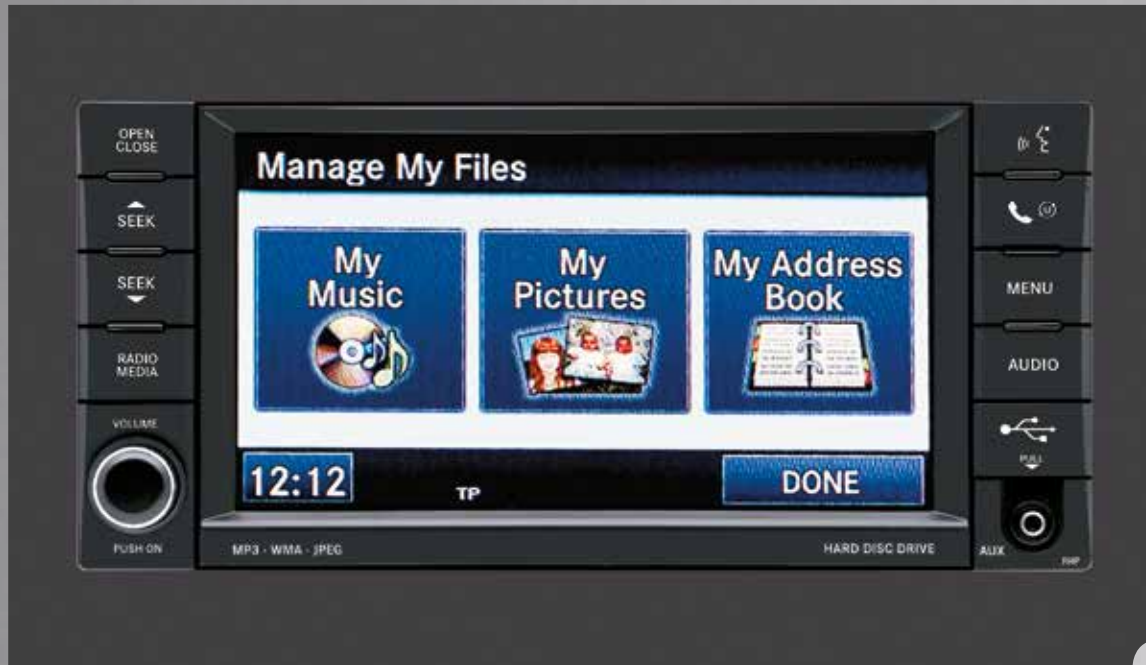 OPEN
CLOSE
SEEK
SEEK
RADIO
MEDIA
VOLUME
PUSH ON
Manage My Files
My
Music
My
Pictures
My Address
Book
12:12
TP
DONE
MP3 - WMA - JPEG
HARD DISC DRIVE
MENU
AUDIO
PULL
AUX